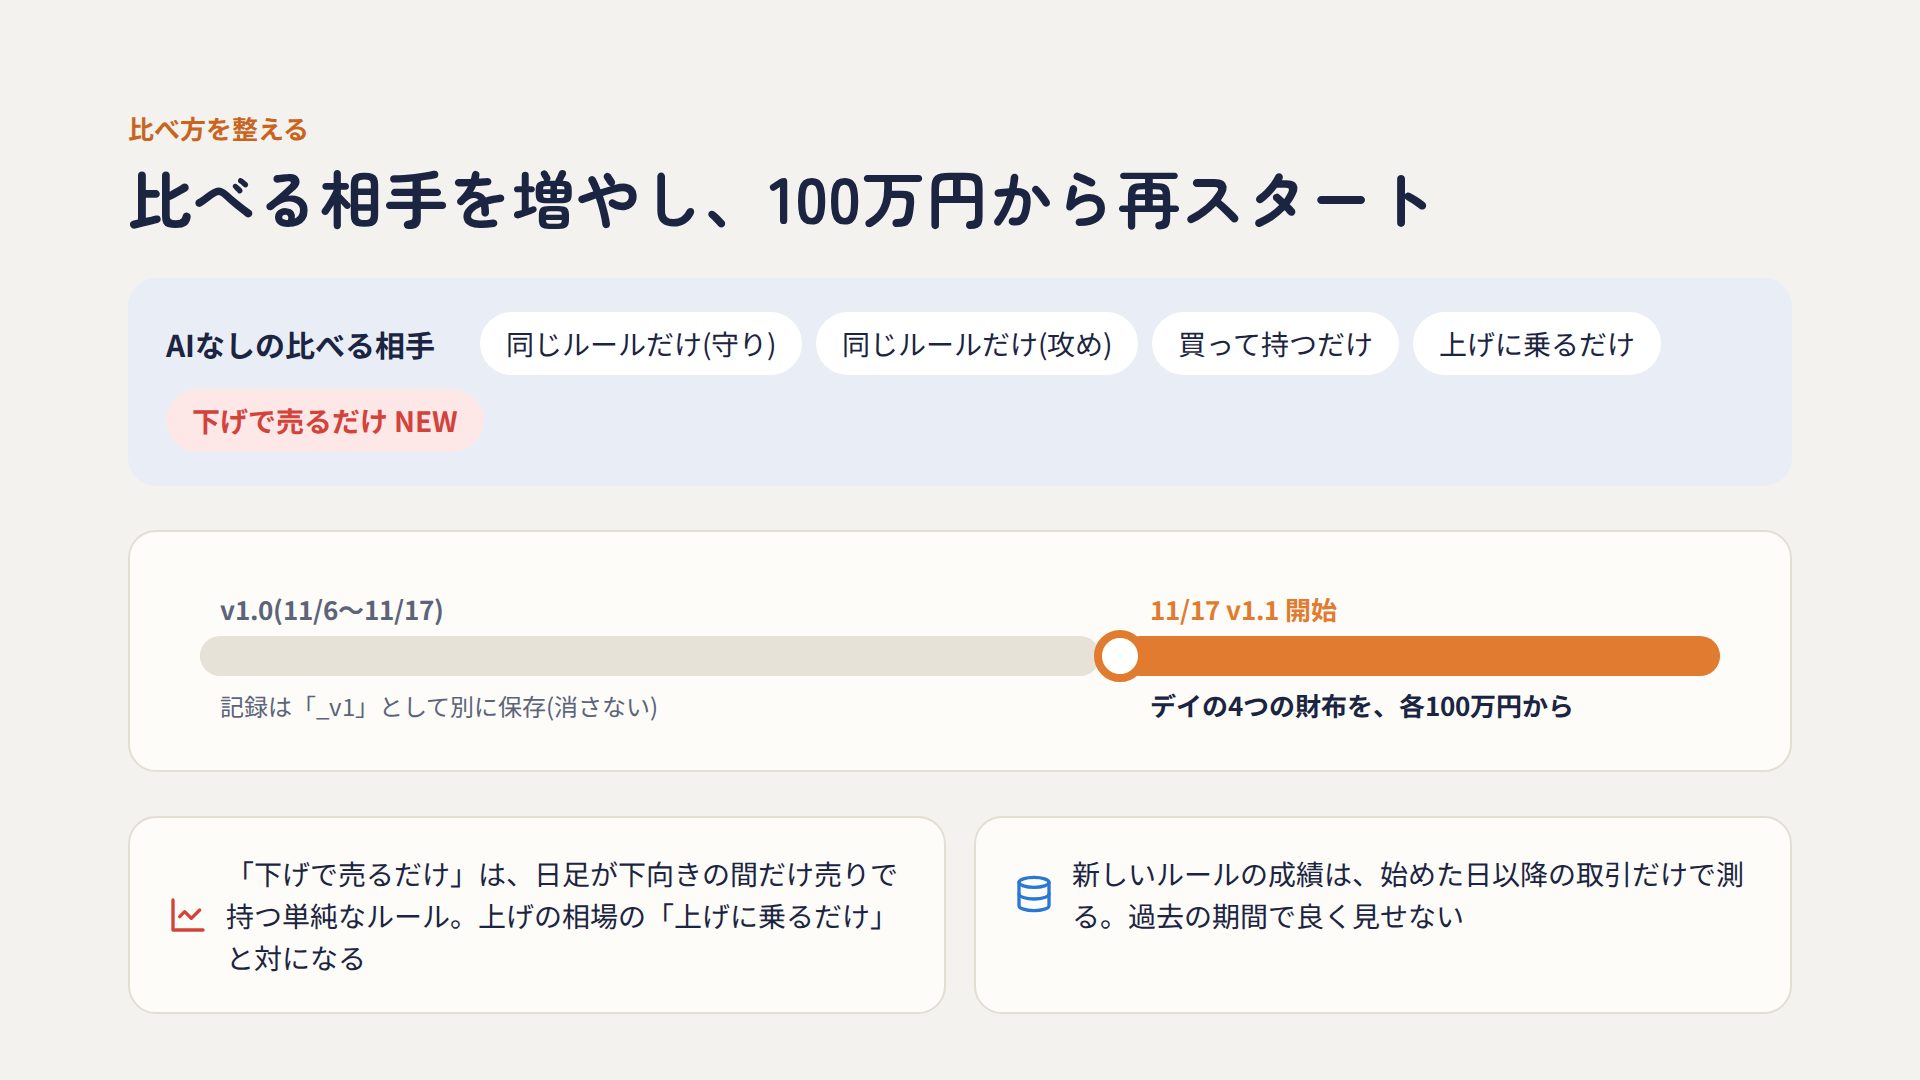 比べ方を整える
比べる相手を増やし、100万円から再スタート
AIなしの比べる相手
同じルールだけ(守り)
同じルールだけ(攻め)
買って持つだけ
上げに乗るだけ
下げで売るだけ NEW
v1.0(11/6〜11/17)
11/17 v1.1 開始
記録は「_v1」として別に保存(消さない)
デイの4つの財布を、各100万円から
「下げで売るだけ」は、日足が下向きの間だけ売りで
持つ単純なルール。上げの相場の「上げに乗るだけ」
と対になる
新しいルールの成績は、始めた日以降の取引だけで測
る。過去の期間で良く見せない